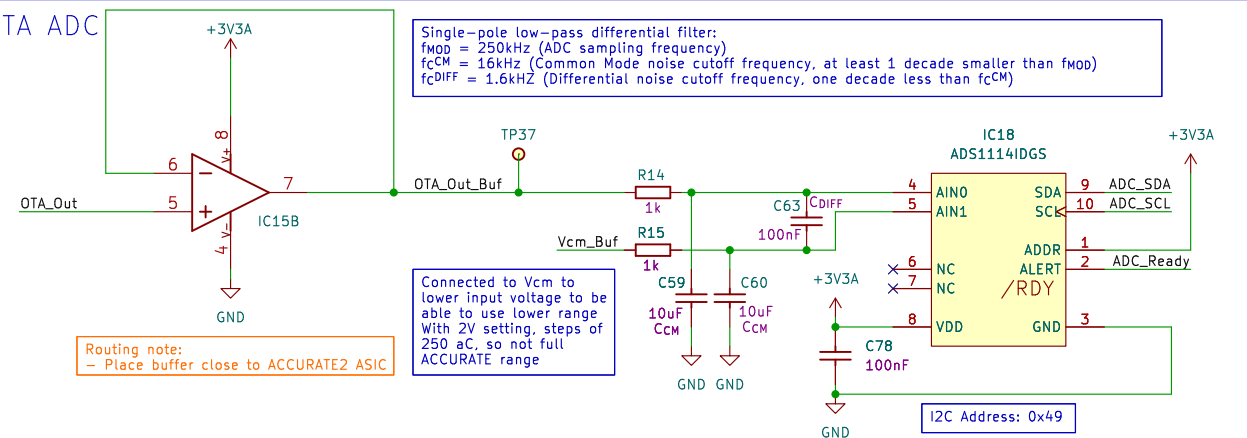 TA ADC
+3V3A
8
V+
6
7
5
IC15B
4
V-
GND
OTA_Out
Single-pole low-pass differential filter:
fMOD = 250kHz (ADC sampling frequency)
fcCM = 16kHz (Common Mode noise cutoff frequency, at least 1 decade smaller than fMOD)
fcDIFF = 1.6kHZ (Differential noise cutoff frequency, one decade less than fcCM)
TP37
OTA_Out_Buf
R14
1k
Vcm_Buf
R15
1k
C63
CDIFF
100nF
C59
10uF
CCM
GND
C60
10uF
CCM
GND
IC18
ADS1114IDGS
4 AIN0
5 AIN1
6 NC
7 NC
8 VDD
SDA 9 ADC_SDA
SCL 10 ADC_SCL
ADDR 1
ALERT 2 ADC_Ready
/RDY
GND 3
+3V3A
+3V3A
C78
100nF
GND
Connected to Vcm to
lower input voltage to be
able to use lower range
With 2V setting, steps of
250 aC, so not full
ACCURATE range
Routing note:
- Place buffer close to ACCURATE2 ASIC
I2C Address: 0x49